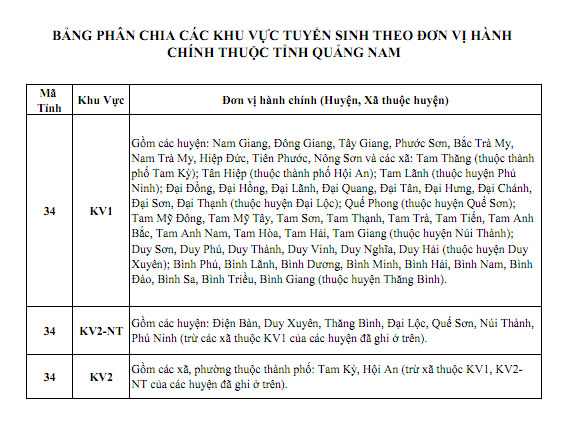 BẢNG PHÂN CHIA CÁC KHU VỰC TUYỂN SINH THEO ĐƠN VỊ HÀNH
CHÍNH THUỘC TỈNH QUẢNG NAM
Mã
Tỉnh
Khu Vực
Đơn vị hành chính (Huyện, Xã thuộc huyện)
34
KV1
Gồm các huyện: Nam Giang, Đông Giang, Tây Giang, Phước Sơn, Bắc Trà My,
Nam Trà My, Hiệp Đức, Tiên Phước, Nông Sơn và các xã: Tam Thăng (thuộc thành
phố Tam Kỳ); Tân Hiệp (thuộc thành phố Hội An); Tam Lãnh (thuộc huyện Phú
Ninh); Đại Đồng, Đại Hồng, Đại Lãnh, Đại Quang, Đại Tân, Đại Hưng, Đại Chánh,
Đại Sơn, Đại Thạnh (thuộc huyện Đại Lộc); Quế Phong (thuộc huyện Quế Sơn);
Tam Mỹ Đông, Tam Mỹ Tây, Tam Sơn, Tam Thạnh, Tam Trà, Tam Tiến, Tam Anh
Bắc, Tam Anh Nam, Tam Hòa, Tam Hải, Tam Giang (thuộc huyện Núi Thành);
Duy Sơn, Duy Phú, Duy Thành, Duy Vinh, Duy Nghĩa, Duy Hải (thuộc huyện Duy
Xuyên); Bình Phú, Bình Lãnh, Bình Dương, Bình Minh, Bình Hải, Bình Nam, Bình
Đào, Bình Sa, Bình Triều, Bình Giang (thuộc huyện Thăng Bình).
34
KV2-NT
Gồm các huyện: Điện Bàn, Duy Xuyên, Thăng Bình, Đại Lộc, Quế Sơn, Núi Thành,
Phú Ninh (trừ các xã thuộc KV1 của các huyện đã ghi ở trên).
34
KV2
Gồm các xã, phường thuộc thành phố: Tam Kỳ, Hội An (trừ xã thuộc KV1, KV2-
NT của các huyện đã ghi ở trên).